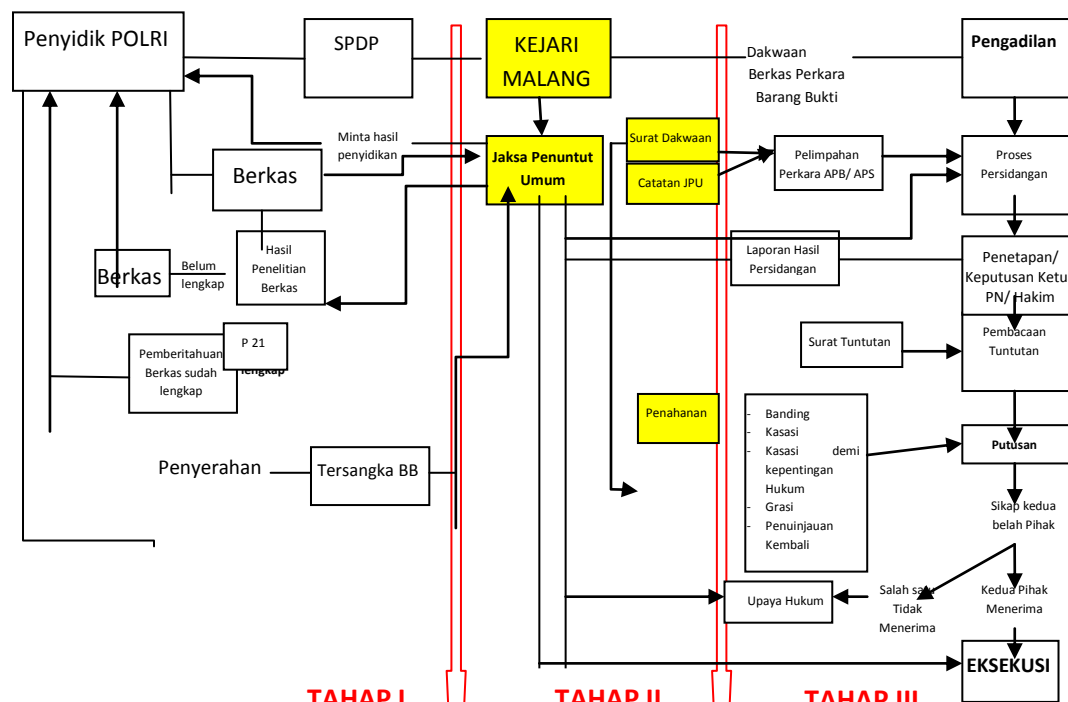 Penyidik POLRI
SPDP
KEJARI
MALANG
Dakwaan
Berkas Perkara
Barang Bukti
Pengadilan
Minta hasil
penyidikan
Berkas
Jaksa Penuntut
Umum
Surat Dakwaan
Catatan JPU
Pelimpahan
Perkara APB/ APS
Proses
Persidangan
Berkas
Belum
lengkap
Hasil
Penelitian
Berkas
Laporan Hasil
Persidangan
Penetapan/
Keputusan Ketu
PN/ Hakim
P 21
Pemberitahuan
Berkas sudah
lengkap
lengkap
Surat Tuntutan
Pembacaan
Tuntutan
Penahanan
- Banding
- Kasasi
- Kasasi demi
kepentingan
Hukum
- Grasi
- Penuinjauan
Kembali
Putusan
Penyerahan
Tersangka BB
Sikap kedua
belah Pihak
Upaya Hukum
Salah satu
Tidak
Menerima
Kedua Pihak
Menerima
EKSEKUSI
TAHAP I
TAHAP II
TAHAP III